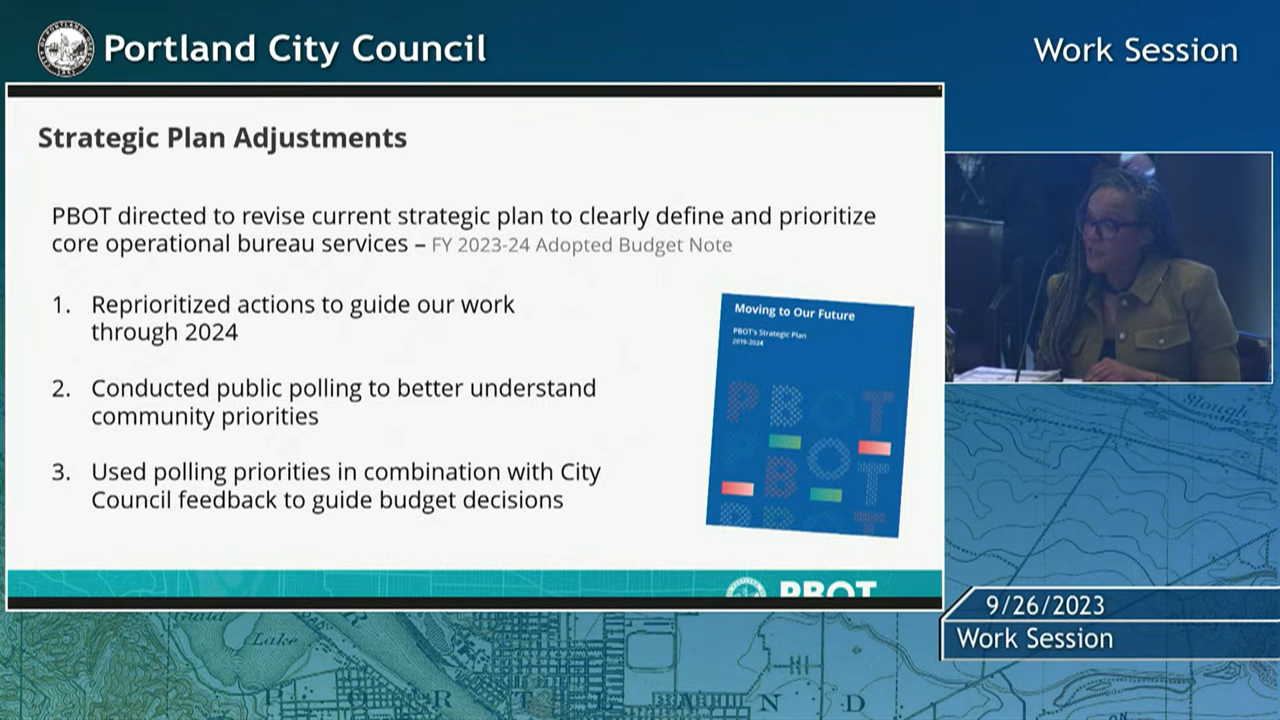 Portland City Council
Work Session
Strategic Plan Adjustments
PBOT directed to revise current strategic plan to clearly define and prioritize
core operational bureau services – FY 2023-24 Adopted Budget Note
1. Reprioritized actions to guide our work
through 2024
2. Conducted public polling to better understand
community priorities
3. Used polling priorities in combination with City
Council feedback to guide budget decisions
Moving to Our Future
PBOT's Strategic Plan
2019-2024
P B O T
P B O T
P B T
PBOT
Slough
9/26/2023
Work Session
Guild
Lake
R
P O R T L A N D
ON